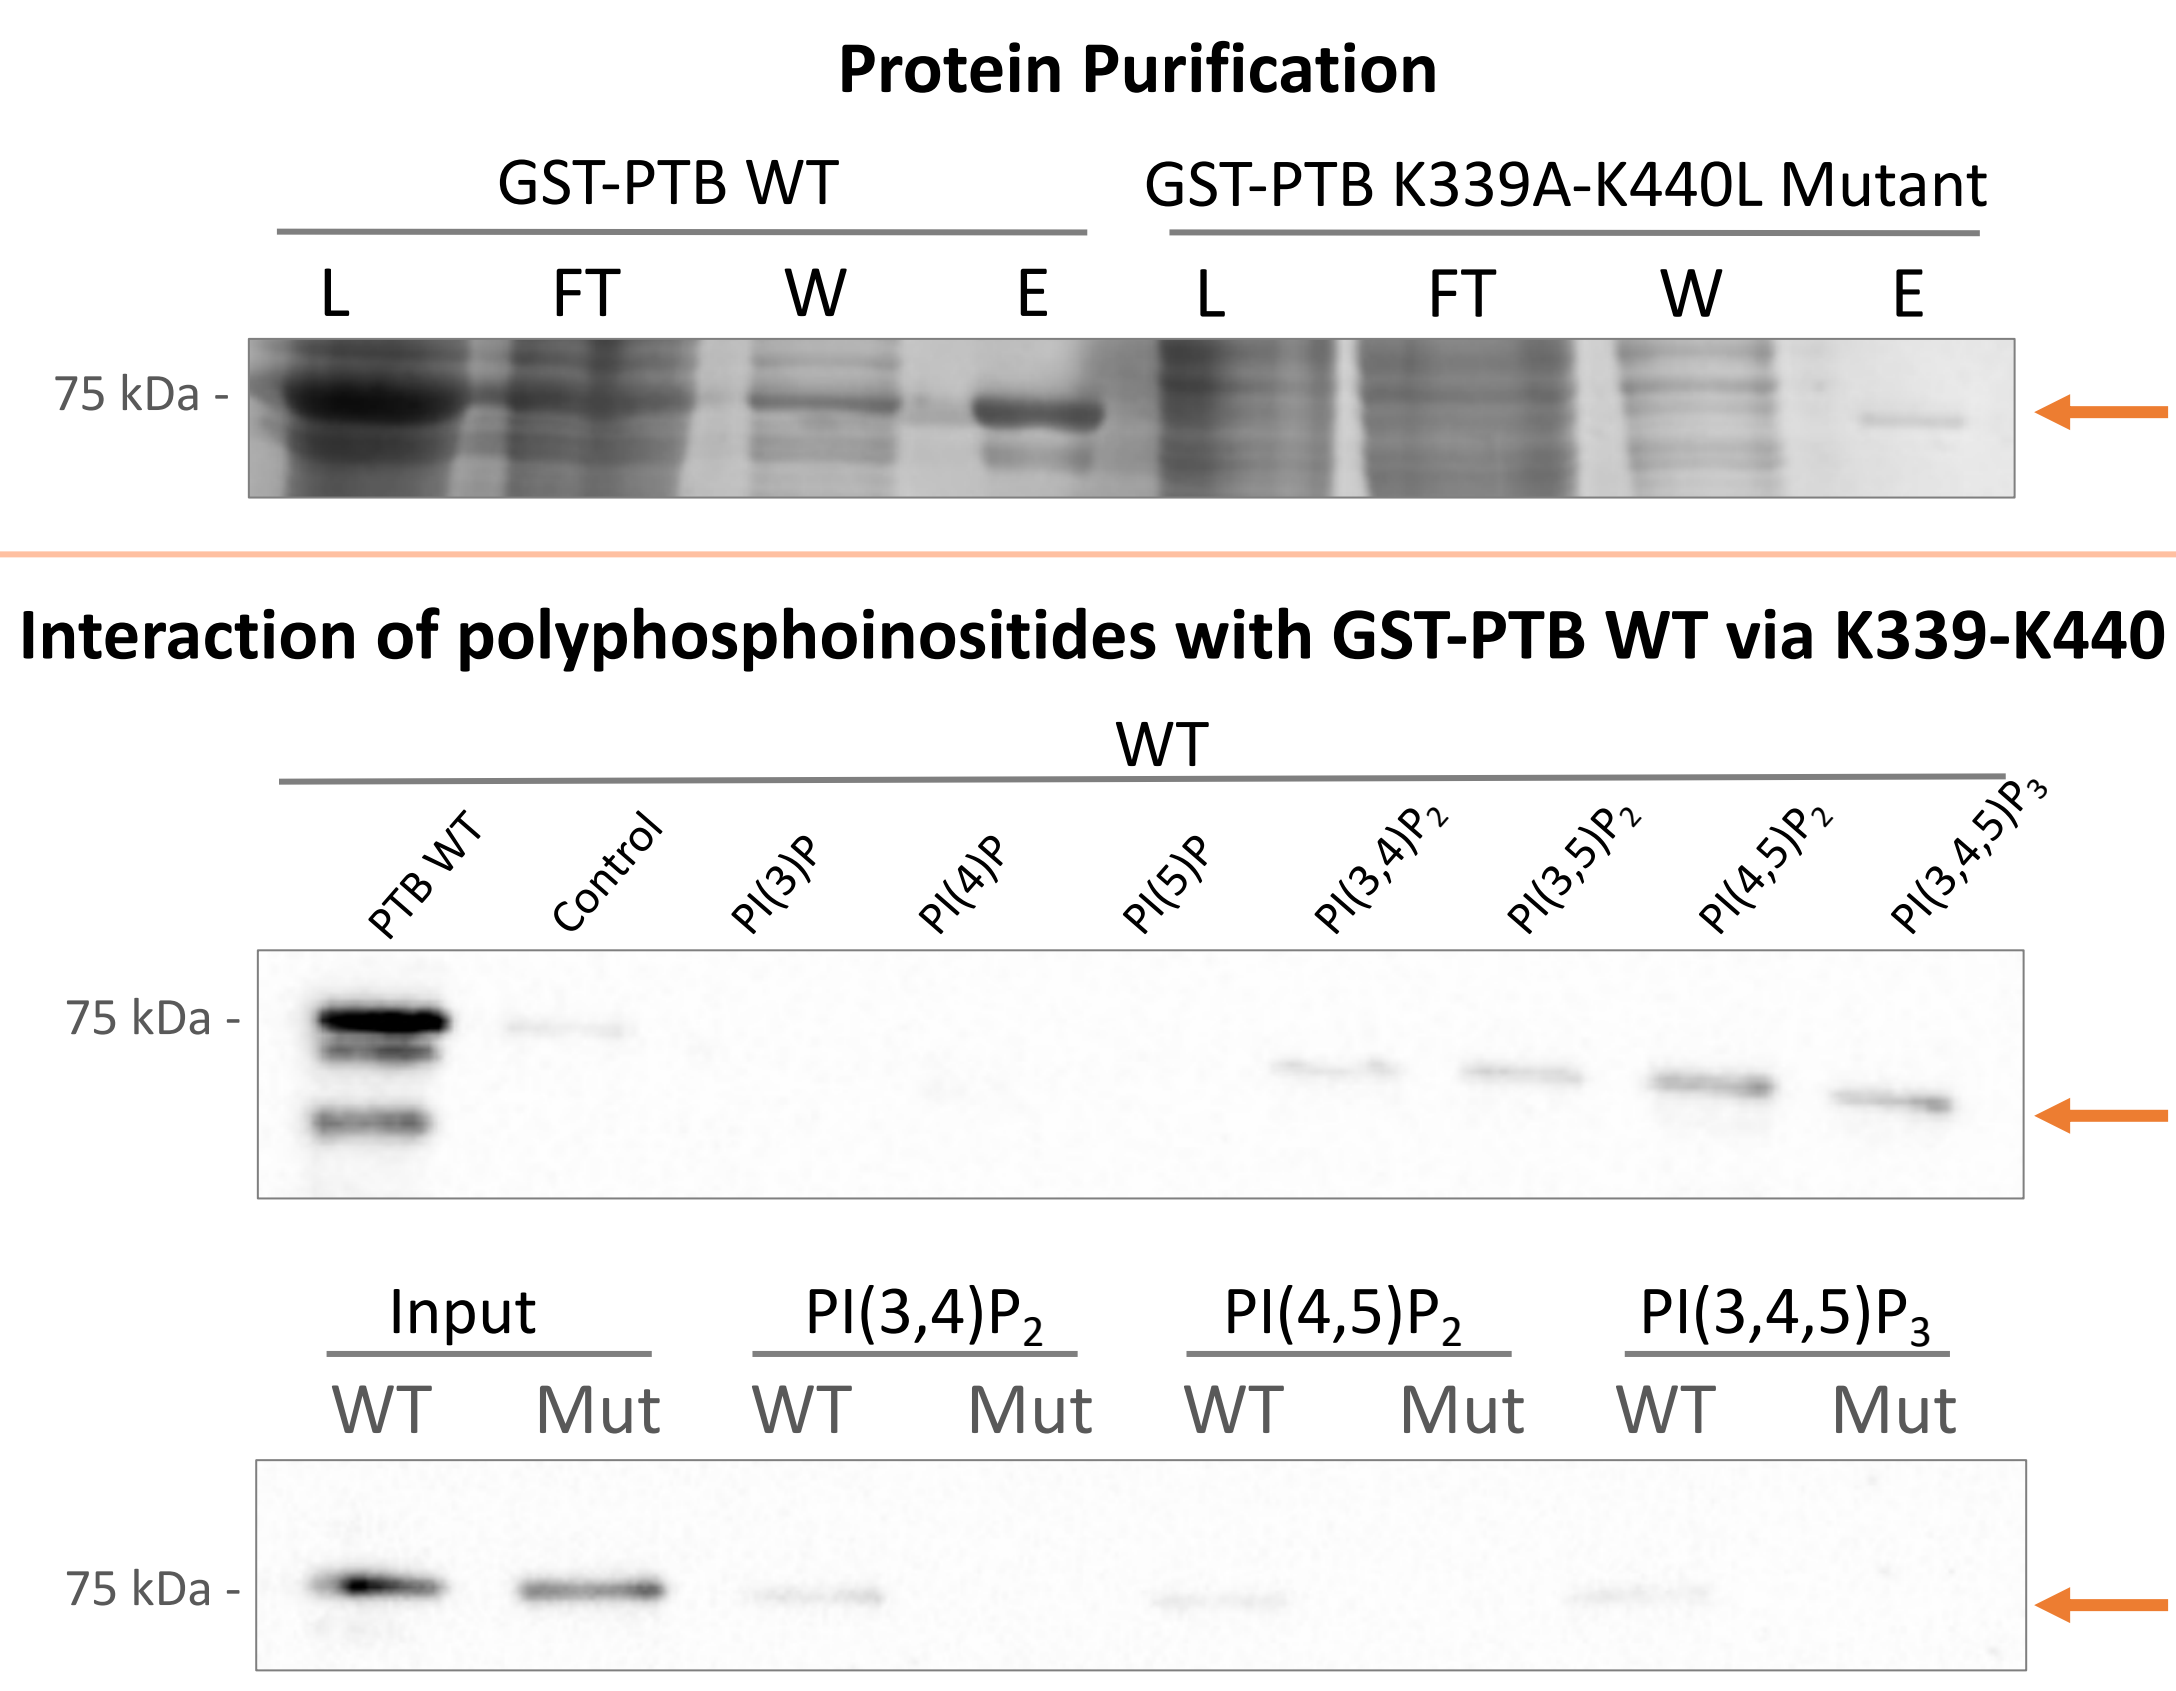 Protein Purification
GST-PTB WT GST-PTB K339A-K440L Mutant
L FT W E L FT W E
75 kDa -
Interaction of polyphosphoinositides with GST-PTB WT via K339-K440
WT
PTB WT Control PI(3)P PI(4)P PI(5)P PI(3,4)P₂ PI(3,5)P₂ PI(4,5)P₂ PI(3,4,5)P₃
75 kDa -
Input PI(3,4)P₂ PI(4,5)P₂ PI(3,4,5)P₃
WT Mut WT Mut WT Mut WT Mut
75 kDa -